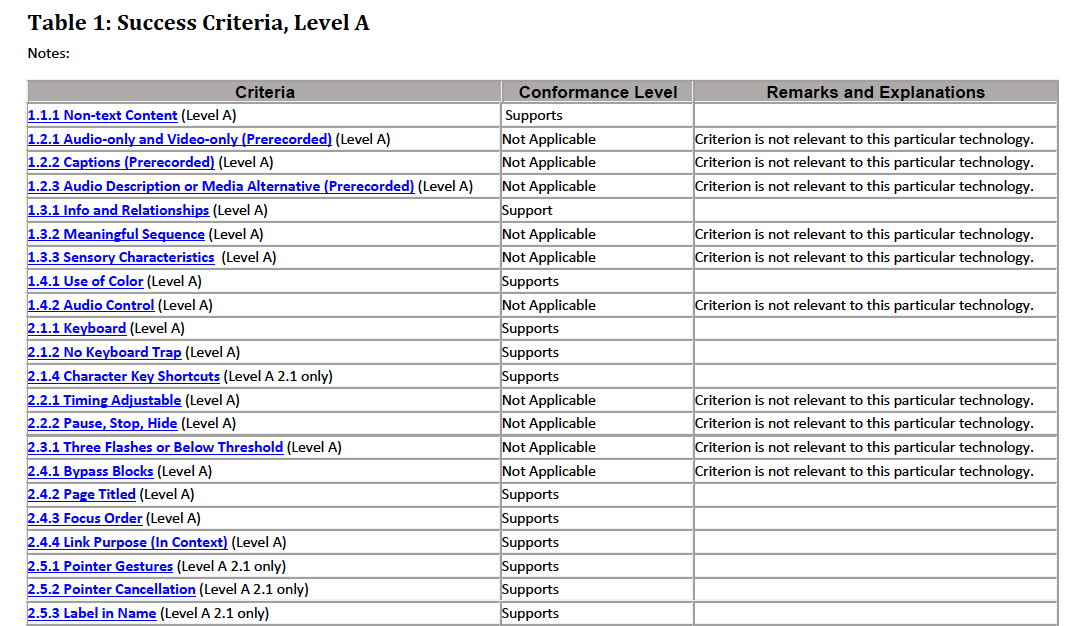 Table 1: Success Criteria, Level A
Notes:
Criteria Conformance Level Remarks and Explanations
1.1.1 Non-text Content (Level A) Supports
1.2.1 Audio-only and Video-only (Prerecorded) (Level A) Not Applicable Criterion is not relevant to this particular technology.
1.2.2 Captions (Prerecorded) (Level A) Not Applicable Criterion is not relevant to this particular technology.
1.2.3 Audio Description or Media Alternative (Prerecorded) (Level A) Not Applicable Criterion is not relevant to this particular technology.
1.3.1 Info and Relationships (Level A) Support
1.3.2 Meaningful Sequence (Level A) Not Applicable Criterion is not relevant to this particular technology.
1.3.3 Sensory Characteristics (Level A) Not Applicable Criterion is not relevant to this particular technology.
1.4.1 Use of Color (Level A) Supports
1.4.2 Audio Control (Level A) Not Applicable Criterion is not relevant to this particular technology.
2.1.1 Keyboard (Level A) Supports
2.1.2 No Keyboard Trap (Level A) Supports
2.1.4 Character Key Shortcuts (Level A 2.1 only) Supports
2.2.1 Timing Adjustable (Level A) Not Applicable Criterion is not relevant to this particular technology.
2.2.2 Pause, Stop, Hide (Level A) Not Applicable Criterion is not relevant to this particular technology.
2.3.1 Three Flashes or Below Threshold (Level A) Not Applicable Criterion is not relevant to this particular technology.
2.4.1 Bypass Blocks (Level A) Not Applicable Criterion is not relevant to this particular technology.
2.4.2 Page Titled (Level A) Supports
2.4.3 Focus Order (Level A) Supports
2.4.4 Link Purpose (In Context) (Level A) Supports
2.5.1 Pointer Gestures (Level A 2.1 only) Supports
2.5.2 Pointer Cancellation (Level A 2.1 only) Supports
2.5.3 Label in Name (Level A 2.1 only) Supports